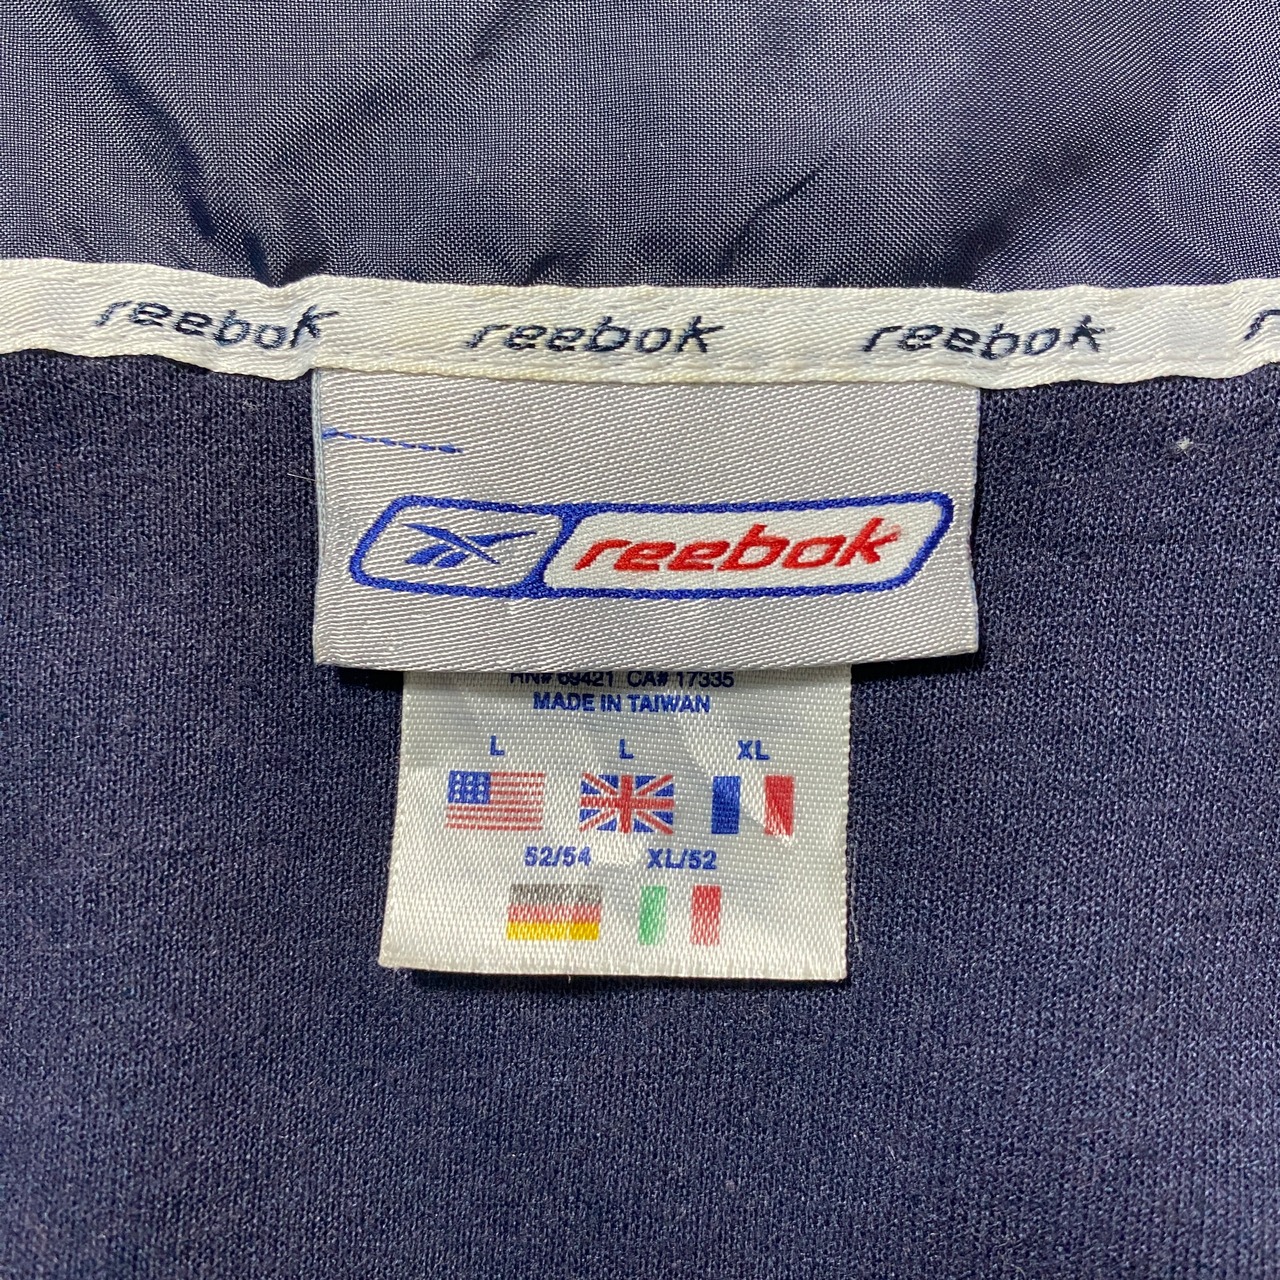 reebok reebok reebok r
reebok
RN# 69421 CA# 17335
MADE IN TAIWAN
L L XL
52/54 XL/52